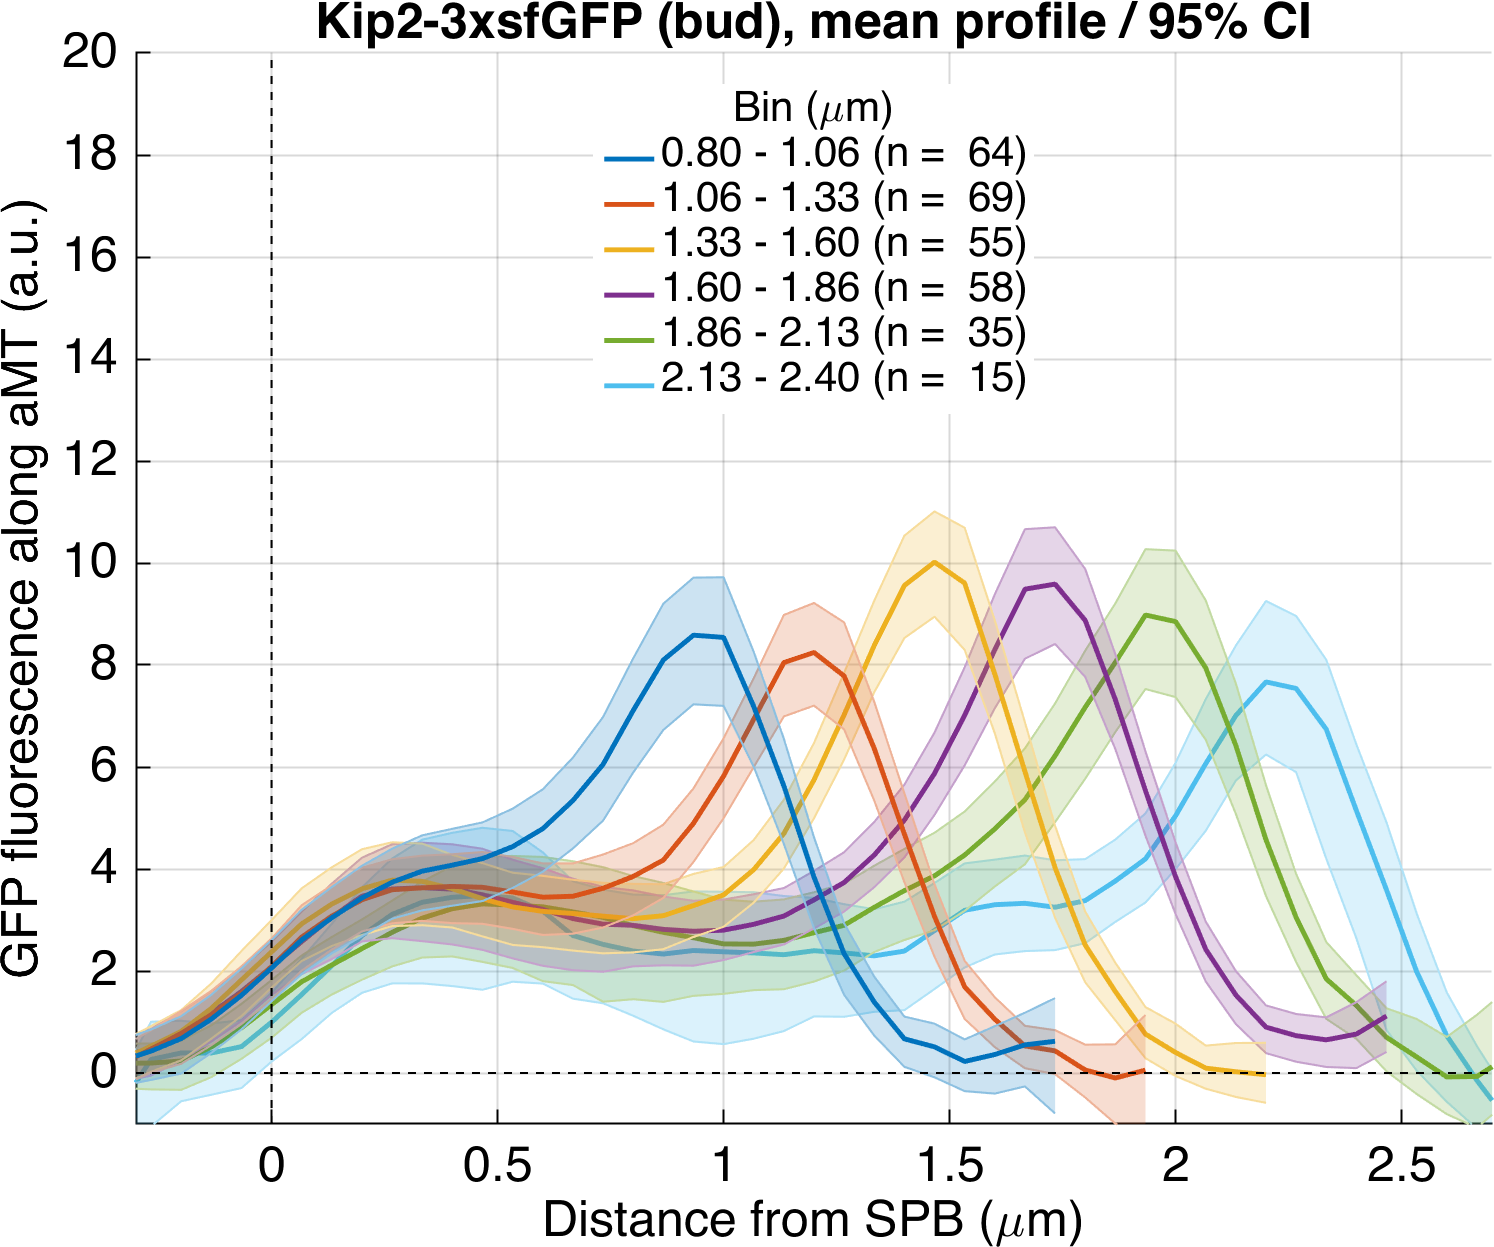 Kip2-3xsfGFP (bud), mean profile / 95% CI
GFP fluorescence along aMT (a.u.)
20
18
16
14
12
10
8
6
4
2
0
Bin (μm)
0.80 - 1.06 (n = 64)
1.06 - 1.33 (n = 69)
1.33 - 1.60 (n = 55)
1.60 - 1.86 (n = 58)
1.86 - 2.13 (n = 35)
2.13 - 2.40 (n = 15)
0 0.5 1 1.5 2 2.5
Distance from SPB (μm)